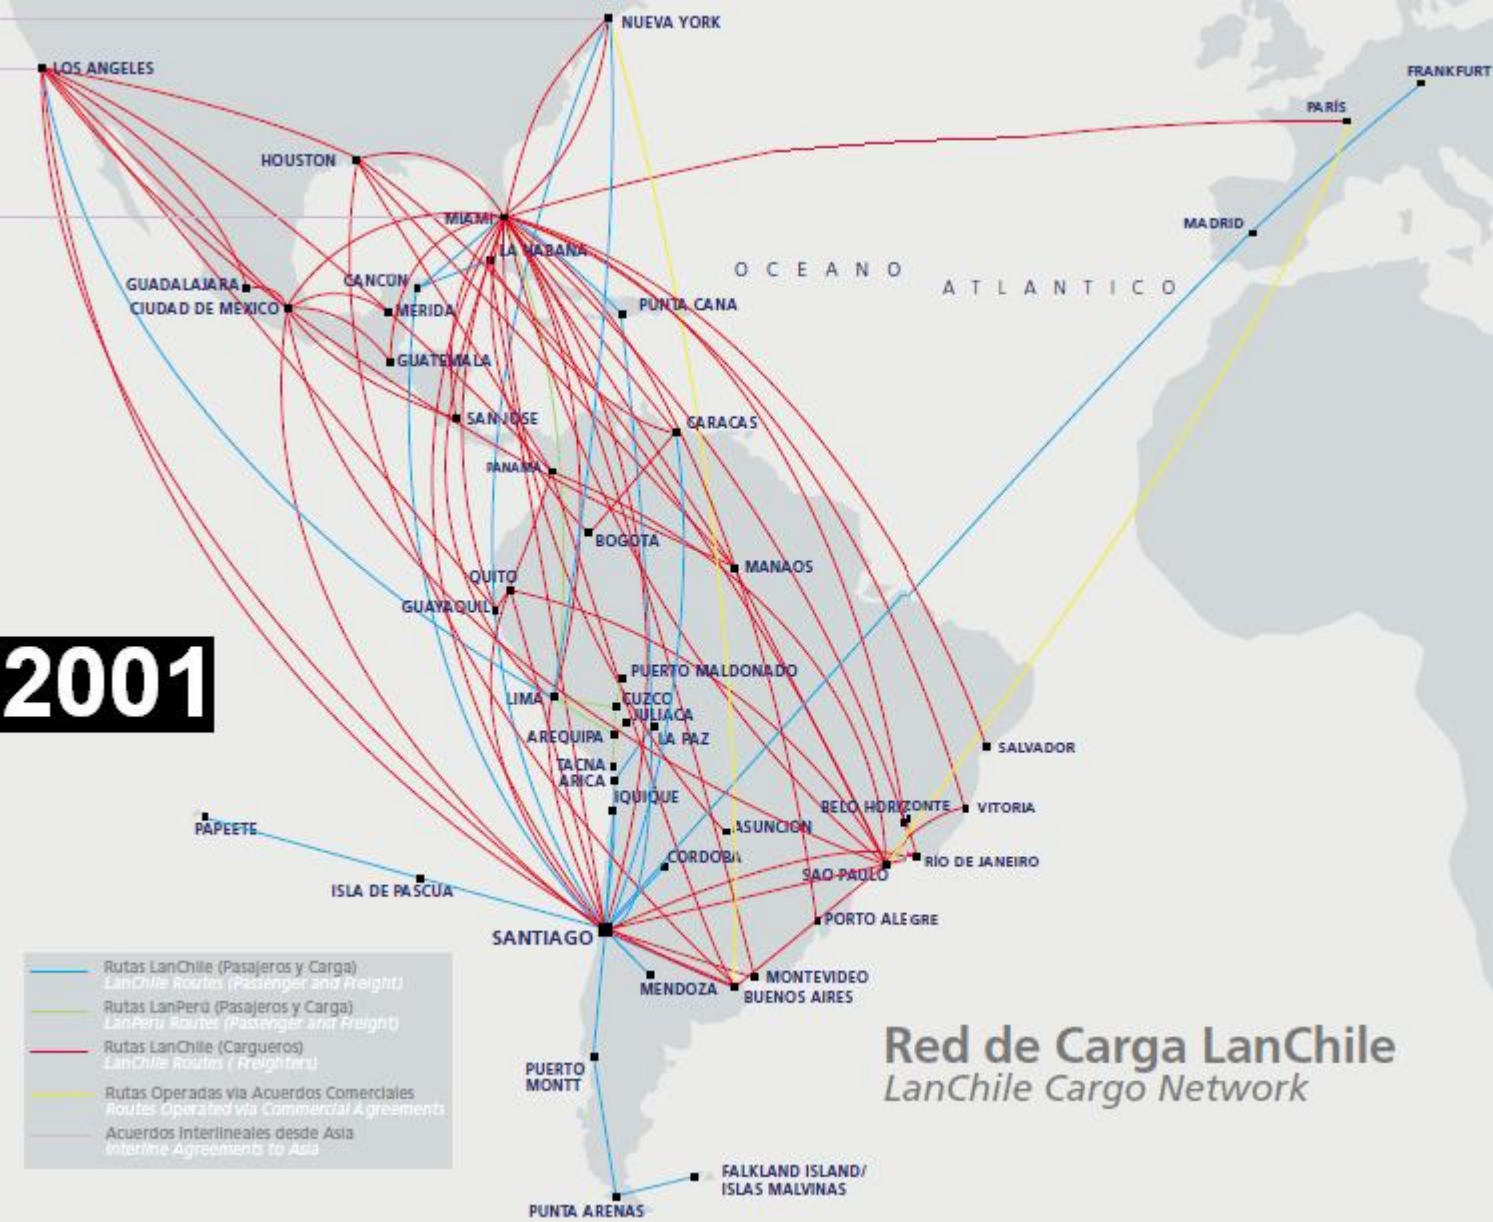 NUEVA YORK
LOS ANGELES
FRANKFURT
PARÍS
HOUSTON
MIAMI
MADRID
LA HABANA
OCEANO
ATLANTICO
GUADALAJARA
CANCÚN
CIUDAD DE MEXICO
MERIDA
PUNTA CANA
GUATEMALA
SAN JOSE
CARACAS
PANAMÁ
BOGOTA
MANAOS
QUITO
GUAYAQUIL
2001
PUERTO MALDONADO
LIMA
CUZCO
JULIACA
AREQUIPA
LA PAZ
SALVADOR
TACNA
ARICA
IQUIQUE
BELO HORIZONTE
VITORIA
PAPEETE
ASUNCION
CORDOBA
RÍO DE JANEIRO
SAO PAULO
ISLA DE PASCUA
PORTO ALEGRE
SANTIAGO
MONTEVIDEO
MENDOZA
BUENOS AIRES
Rutas LanChile (Pasajeros y Carga)
LanChile Routes (Passenger and Freight)
Rutas LanPerú (Pasajeros y Carga)
LanPeru Routes (Passenger and Freight)
Rutas LanChile (Cargueros)
LanChile Routes ( Freighters)
Rutas Operadas via Acuerdos Comerciales
Routes Operated via Commercial Agreements
Acuerdos Interlineales desde Asia
Interline Agreements to Asia
Red de Carga LanChile
LanChile Cargo Network
PUERTO
MONTT
FALKLAND ISLAND/
ISLAS MALVINAS
PUNTA ARENAS